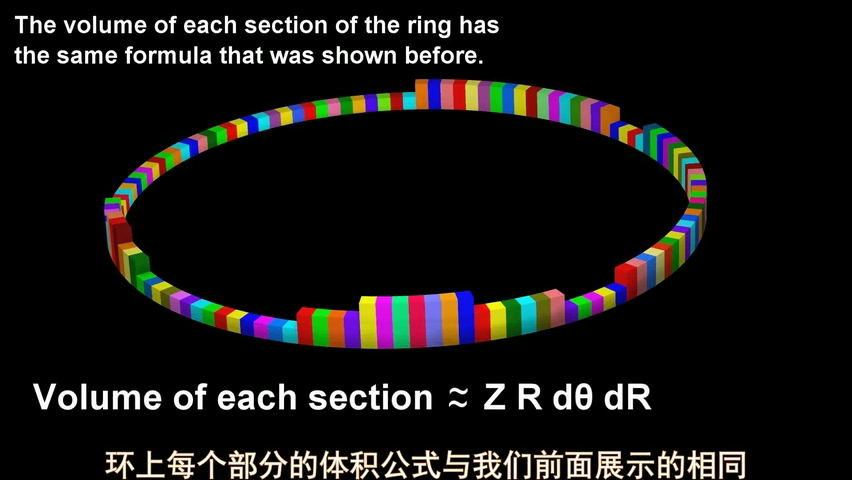 The volume of each section of the ring has
the same formula that was shown before.
Volume of each section ≈ Z R dθ dR
环上每个部分的体积公式与我们前面展示的相同